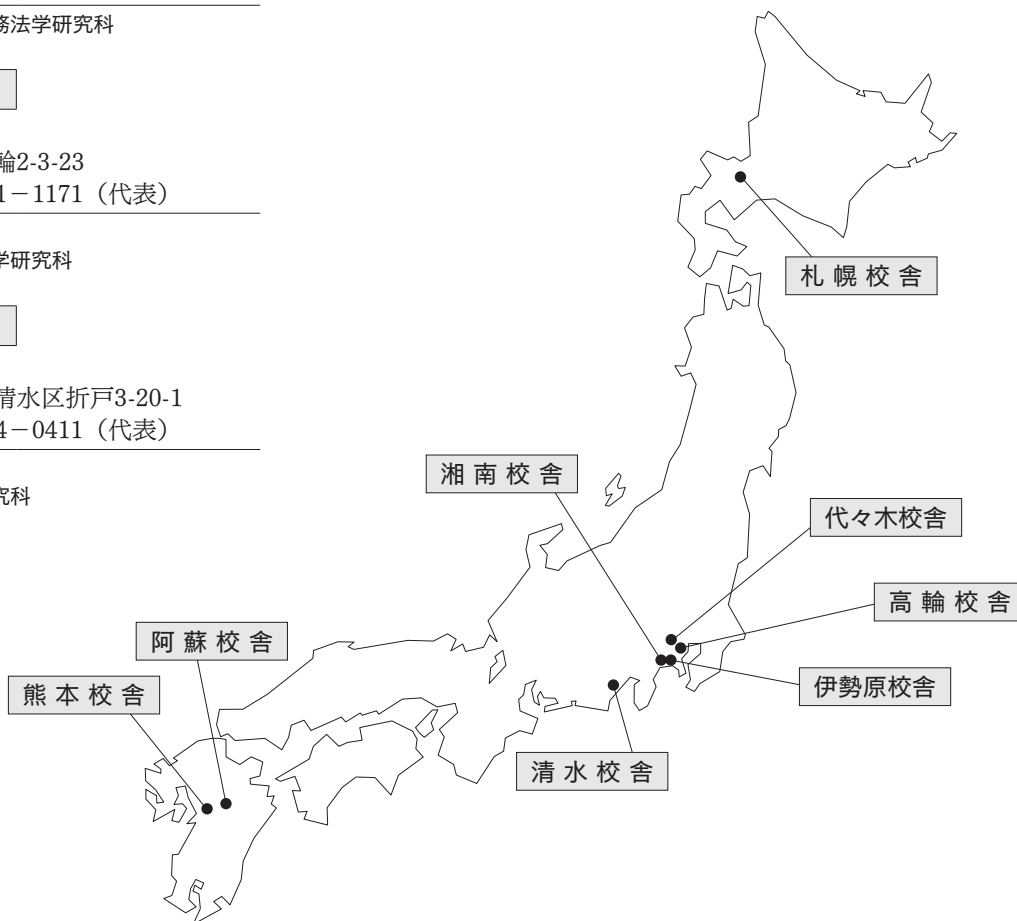 務法学研究科
輪2-3-23
1－1171（代表）
学研究科
清水区折戸3-20-1
4－0411（代表）
究科
札幌校舎
湘南校舎
代々木校舎
高輪校舎
阿蘇校舎
伊勢原校舎
熊本校舎
清水校舎